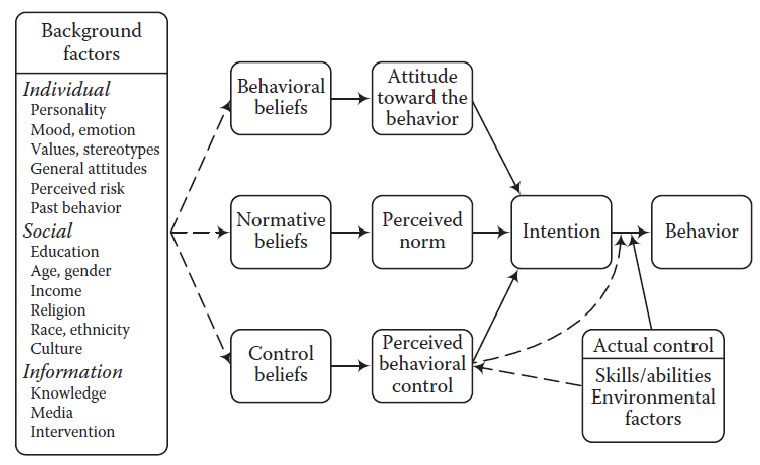 Background
factors
Individual
Personality
Mood, emotion
Values, stereotypes
General attitudes
Perceived risk
Past behavior
Social
Education
Age, gender
Income
Religion
Race, ethnicity
Culture
Information
Knowledge
Media
Intervention
Behavioral
beliefs
Attitude
toward the
behavior
Normative
beliefs
Perceived
norm
Intention
Behavior
Control
beliefs
Perceived
behavioral
control
Actual control
Skills/abilities
Environmental
factors